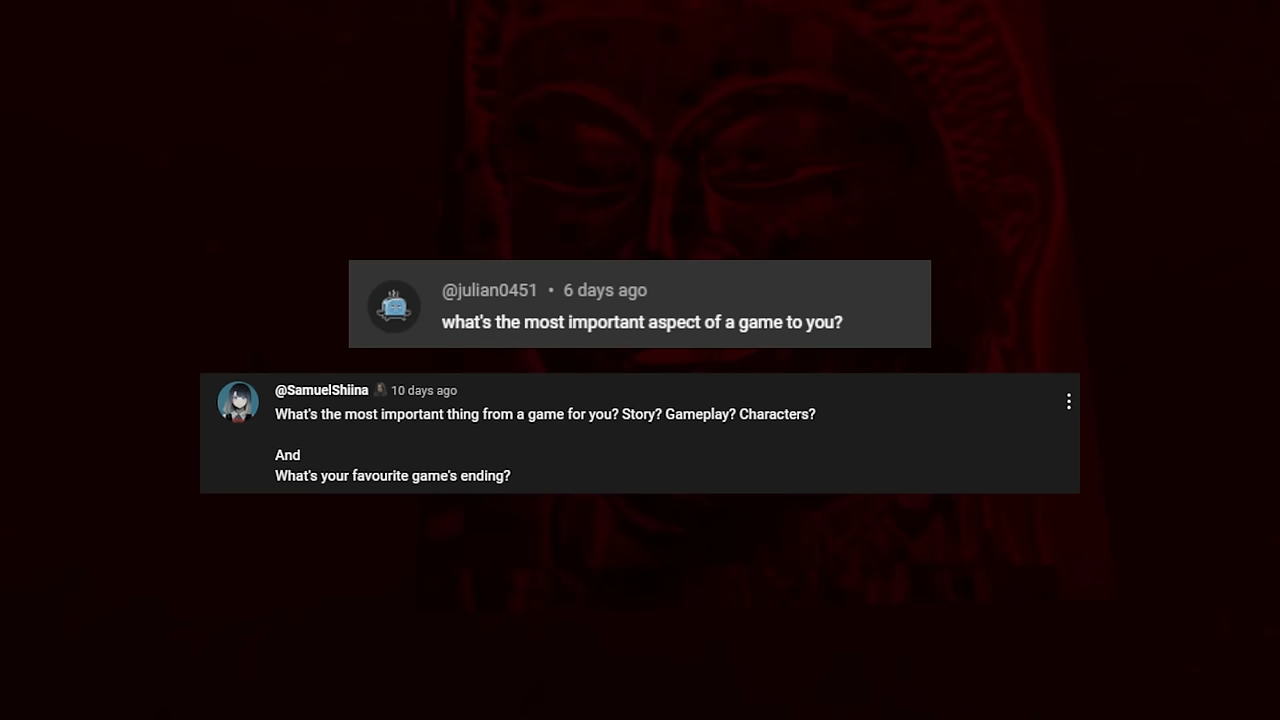 @julian0451 • 6 days ago
what's the most important aspect of a game to you?
@SamuelShiina 10 days ago
What's the most important thing from a game for you? Story? Gameplay? Characters?
And
What's your favourite game's ending?